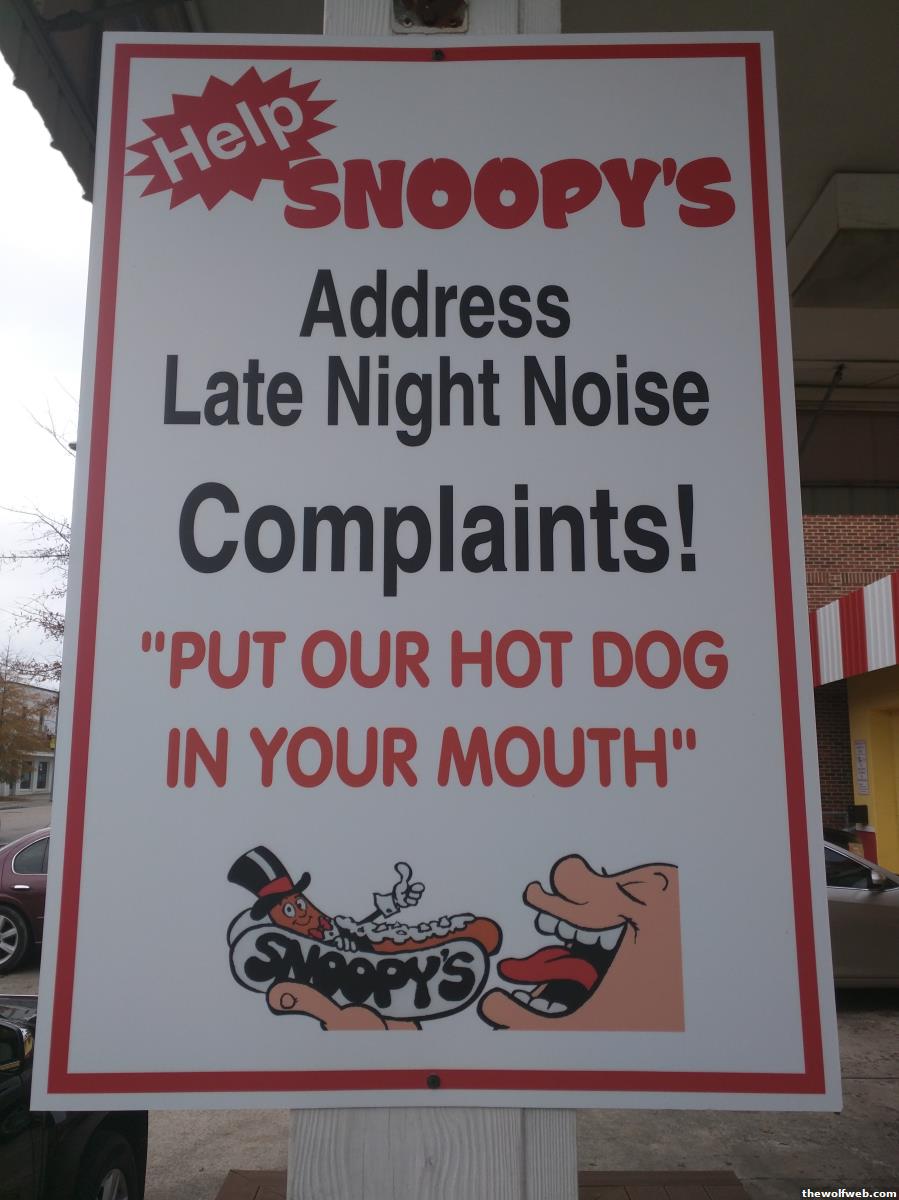 Help
SNOOPY'S
Address
Late Night Noise
Complaints!
"PUT OUR HOT DOG
IN YOUR MOUTH"
SNOOPY'S
thewolfweb.com